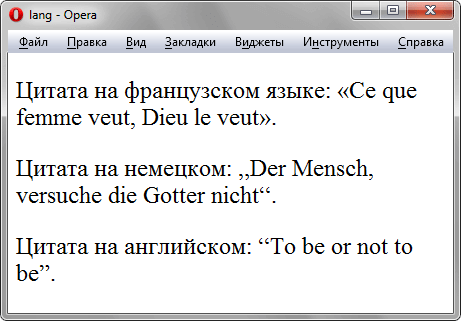 lang - Opera
Файл Правка Вид Закладки Виджеты Инструменты Справка
Цитата на французском языке: «Ce que
femme veut, Dieu le veut».
Цитата на немецком: „Der Mensch,
versuche die Gotter nicht“.
Цитата на английском: “To be or not to
be”.